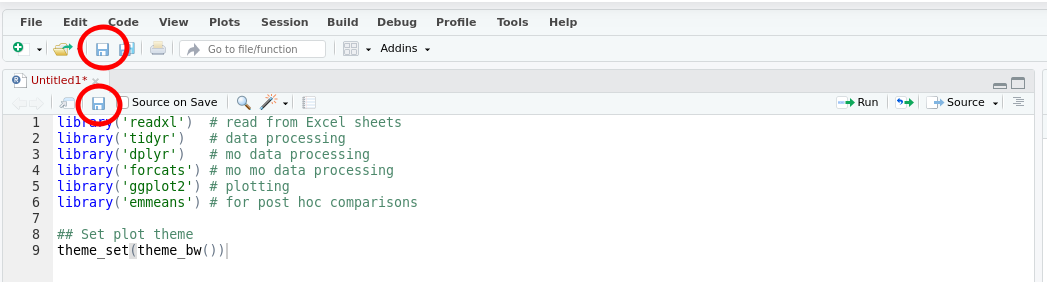 File Edit Code View Plots Session Build Debug Profile Tools Help
Go to file/function Addins
Untitled1*
Source on Save Run Source
1 library('readxl')  # read from Excel sheets
2 library('tidyr')   # data processing
3 library('dplyr')   # mo data processing
4 library('forcats') # mo mo data processing
5 library('ggplot2') # plotting
6 library('emmeans') # for post hoc comparisons
7
8 ## Set plot theme
9 theme_set(theme_bw())